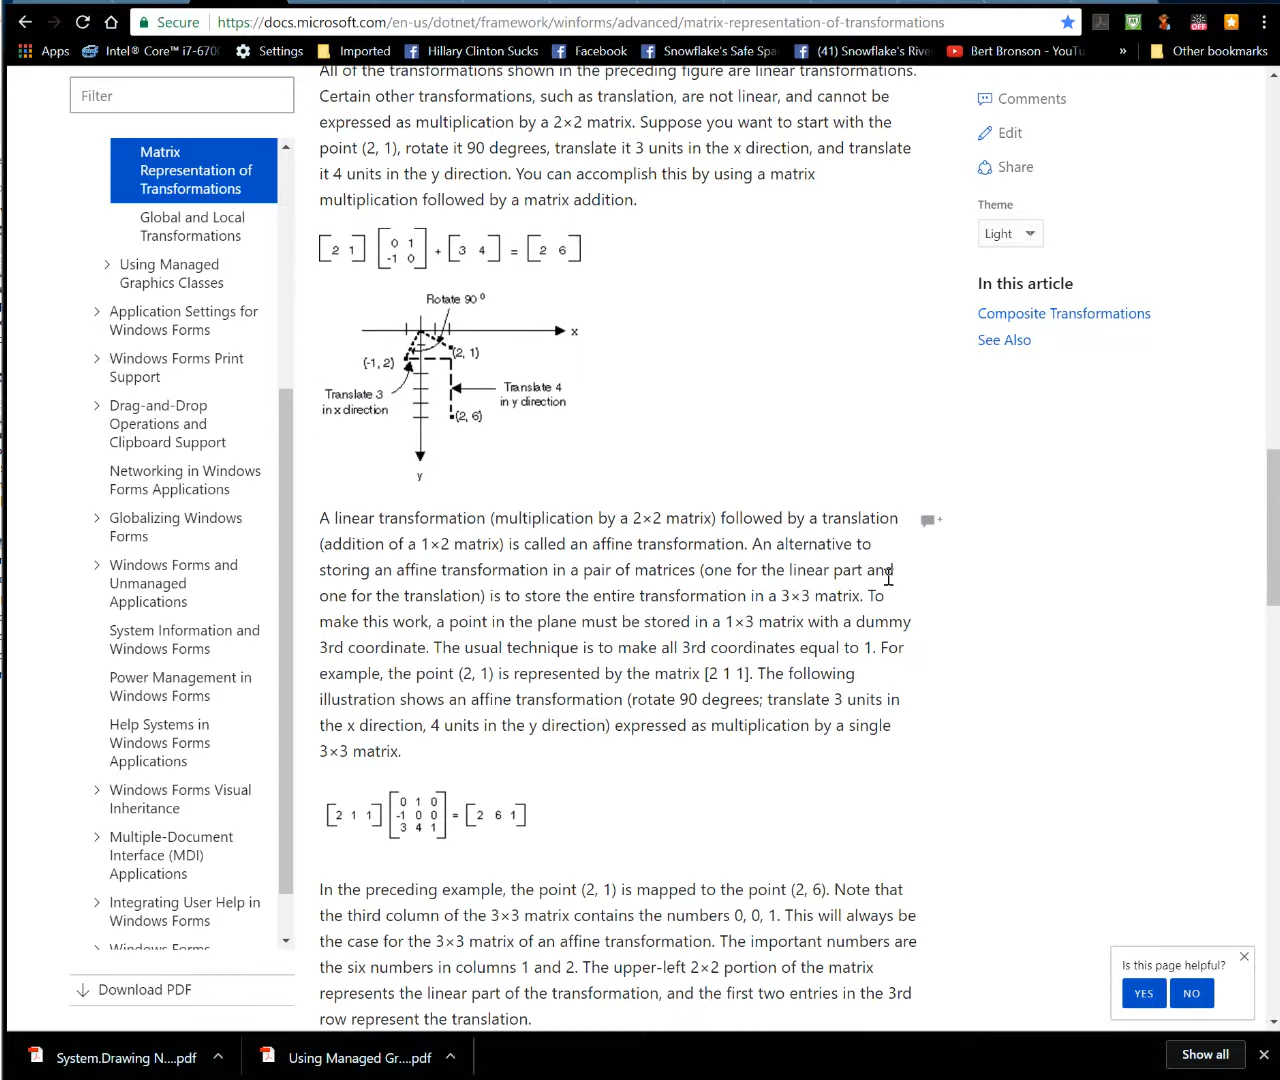 Secure https://docs.microsoft.com/en-us/dotnet/framework/winforms/advanced/matrix-representation-of-transformations
Apps Intel® Core™ i7-670 Settings Imported Hillary Clinton Sucks Facebook Snowflake's Safe Spa (41) Snowflake's Rive Bert Bronson - YouTu » Other bookmarks
Filter
Matrix
Representation of
Transformations
Global and Local
Transformations
Using Managed
Graphics Classes
Application Settings for
Windows Forms
Windows Forms Print
Support
Drag-and-Drop
Operations and
Clipboard Support
Networking in Windows
Forms Applications
Globalizing Windows
Forms
Windows Forms and
Unmanaged
Applications
System Information and
Windows Forms
Power Management in
Windows Forms
Help Systems in
Windows Forms
Applications
Windows Forms Visual
Inheritance
Multiple-Document
Interface (MDI)
Applications
Integrating User Help in
Windows Forms
Windows Forms
Download PDF
All of the transformations shown in the preceding figure are linear transformations.
Certain other transformations, such as translation, are not linear, and cannot be
expressed as multiplication by a 2×2 matrix. Suppose you want to start with the
point (2, 1), rotate it 90 degrees, translate it 3 units in the x direction, and translate
it 4 units in the y direction. You can accomplish this by using a matrix
multiplication followed by a matrix addition.
[2 1] [0 1 + [3 4] = [2 6]
-1 0]
Rotate 90 º
x
(2, 1)
(-1, 2)
Translate 3
in x direction
Translate 4
in y direction
(2, 6)
y
A linear transformation (multiplication by a 2×2 matrix) followed by a translation
(addition of a 1×2 matrix) is called an affine transformation. An alternative to
storing an affine transformation in a pair of matrices (one for the linear part and
one for the translation) is to store the entire transformation in a 3×3 matrix. To
make this work, a point in the plane must be stored in a 1×3 matrix with a dummy
3rd coordinate. The usual technique is to make all 3rd coordinates equal to 1. For
example, the point (2, 1) is represented by the matrix [2 1 1]. The following
illustration shows an affine transformation (rotate 90 degrees; translate 3 units in
the x direction, 4 units in the y direction) expressed as multiplication by a single
3×3 matrix.
0 1 0
[2 1 1] [-1 0 0] = [2 6 1]
3 4 1
In the preceding example, the point (2, 1) is mapped to the point (2, 6). Note that
the third column of the 3×3 matrix contains the numbers 0, 0, 1. This will always be
the case for the 3×3 matrix of an affine transformation. The important numbers are
the six numbers in columns 1 and 2. The upper-left 2×2 portion of the matrix
represents the linear part of the transformation, and the first two entries in the 3rd
row represent the translation.
Comments
Edit
Share
Theme
Light
In this article
Composite Transformations
See Also
Is this page helpful?
YES NO
System.Drawing N....pdf Using Managed Gr....pdf Show all